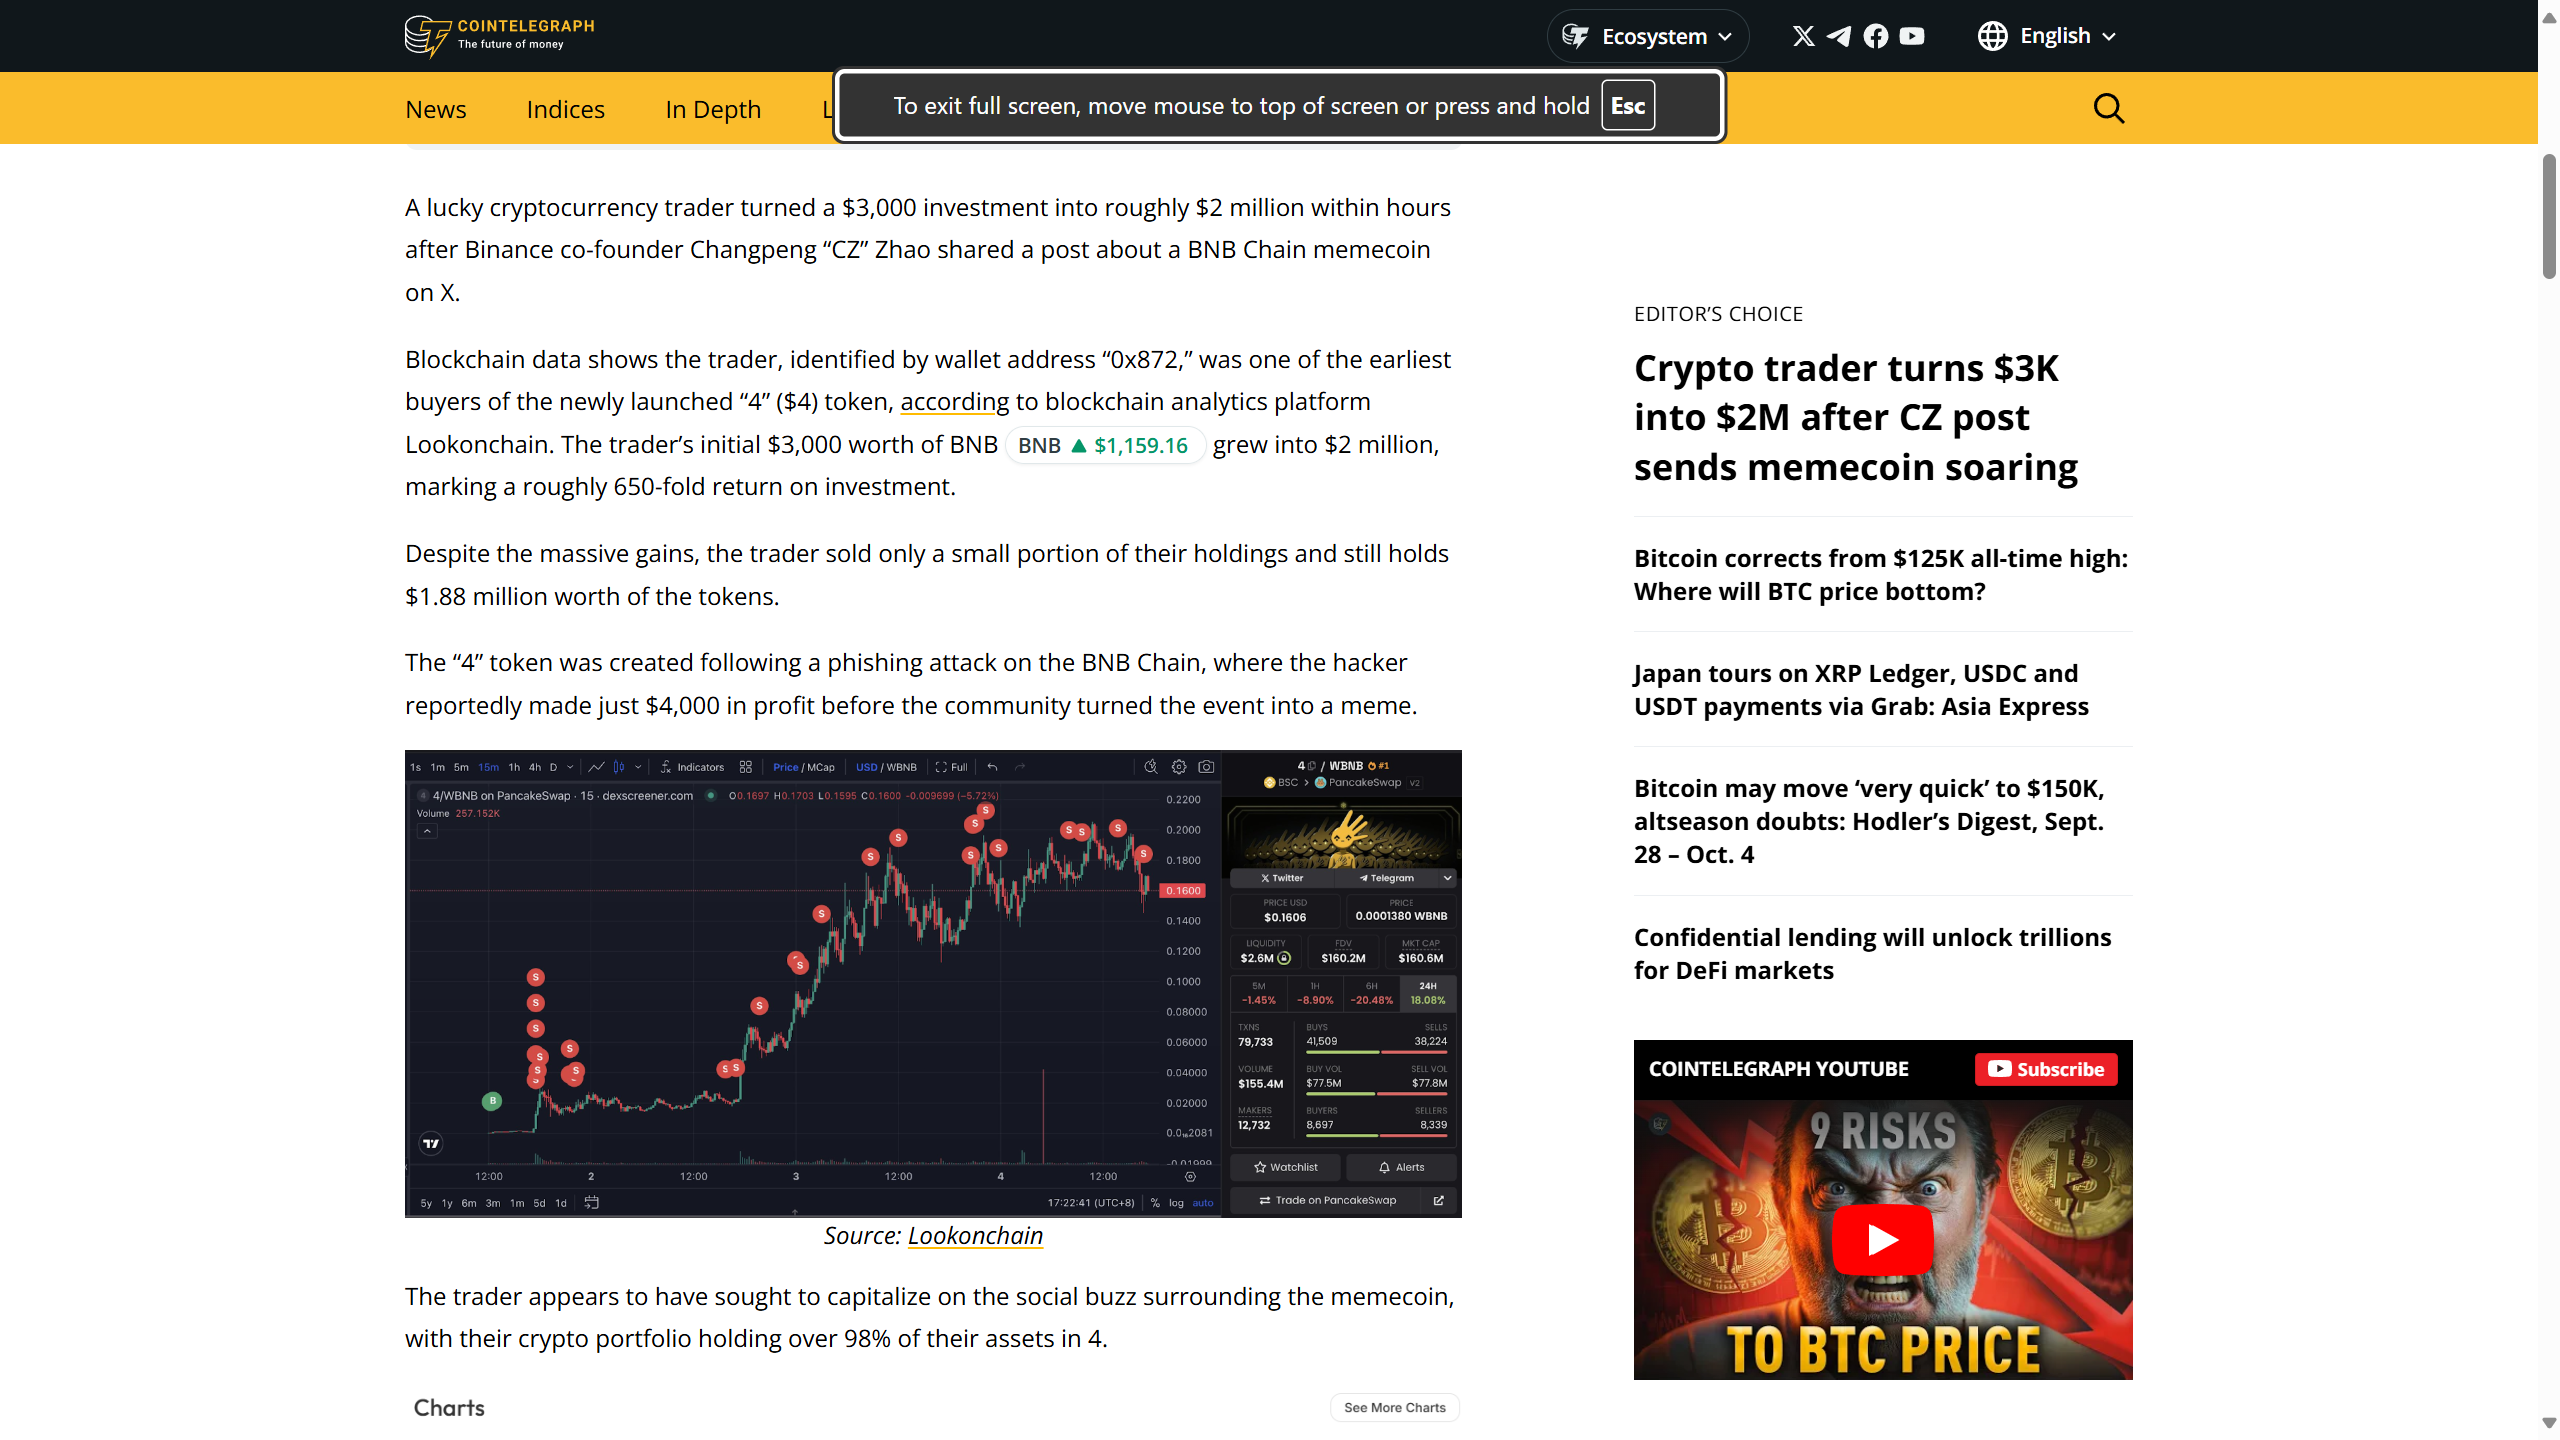 COINTELEGRAPH
The future of money
Ecosystem
English
News
Indices
In Depth
L
To exit full screen, move mouse to top of screen or press and hold Esc
A lucky cryptocurrency trader turned a $3,000 investment into roughly $2 million within hours
after Binance co-founder Changpeng “CZ” Zhao shared a post about a BNB Chain memecoin
on X.
Blockchain data shows the trader, identified by wallet address “0x872,” was one of the earliest
buyers of the newly launched “4” ($4) token, according to blockchain analytics platform
Lookonchain. The trader’s initial $3,000 worth of BNB BNB ▲ $1,159.16 grew into $2 million,
marking a roughly 650-fold return on investment.
Despite the massive gains, the trader sold only a small portion of their holdings and still holds
$1.88 million worth of the tokens.
The “4” token was created following a phishing attack on the BNB Chain, where the hacker
reportedly made just $4,000 in profit before the community turned the event into a meme.
1s 1m 5m 15m 1h 4h D Indicators Price / MCap USD / WBNB Full
4/WBNB on PancakeSwap · 15 · dexscreener.com O0.1697 H0.1703 L0.1595 C0.1600 -0.009699 (-5.72%)
Volume 257.152K
0.2200
0.2000
0.1800
0.1600
0.1400
0.1200
0.1000
0.08000
0.06000
0.04000
0.02000
-0.01999
S S S S S S S S S S S S
S S S S S S S S S S S S
B
12:00 2 12:00 3 12:00 4 12:00
5y 1y 6m 3m 1m 5d 1d
17:22:41 (UTC+8) % log auto
4 / WBNB #1
BSC > PancakeSwap V2
Twitter
Telegram
PRICE USD
$0.1606
PRICE
0.0001380 WBNB
LIQUIDITY
$2.6M
FDV
$160.2M
MKT CAP
$160.6M
5M
-1.45%
1H
-8.90%
6H
-20.48%
24H
18.08%
TXNS
79,733
BUYS
41,509
SELLS
38,224
VOLUME
$155.4M
BUY VOL
$77.5M
SELL VOL
$77.8M
MAKERS
12,732
BUYERS
8,697
SELLERS
8,339
Watchlist
Alerts
Trade on PancakeSwap
Source: Lookonchain
The trader appears to have sought to capitalize on the social buzz surrounding the memecoin,
with their crypto portfolio holding over 98% of their assets in 4.
Charts
See More Charts
EDITOR’S CHOICE
Crypto trader turns $3K
into $2M after CZ post
sends memecoin soaring
Bitcoin corrects from $125K all-time high:
Where will BTC price bottom?
Japan tours on XRP Ledger, USDC and
USDT payments via Grab: Asia Express
Bitcoin may move ‘very quick’ to $150K,
altseason doubts: Hodler’s Digest, Sept.
28 – Oct. 4
Confidential lending will unlock trillions
for DeFi markets
COINTELEGRAPH YOUTUBE
Subscribe
9 RISKS
TO BTC PRICE